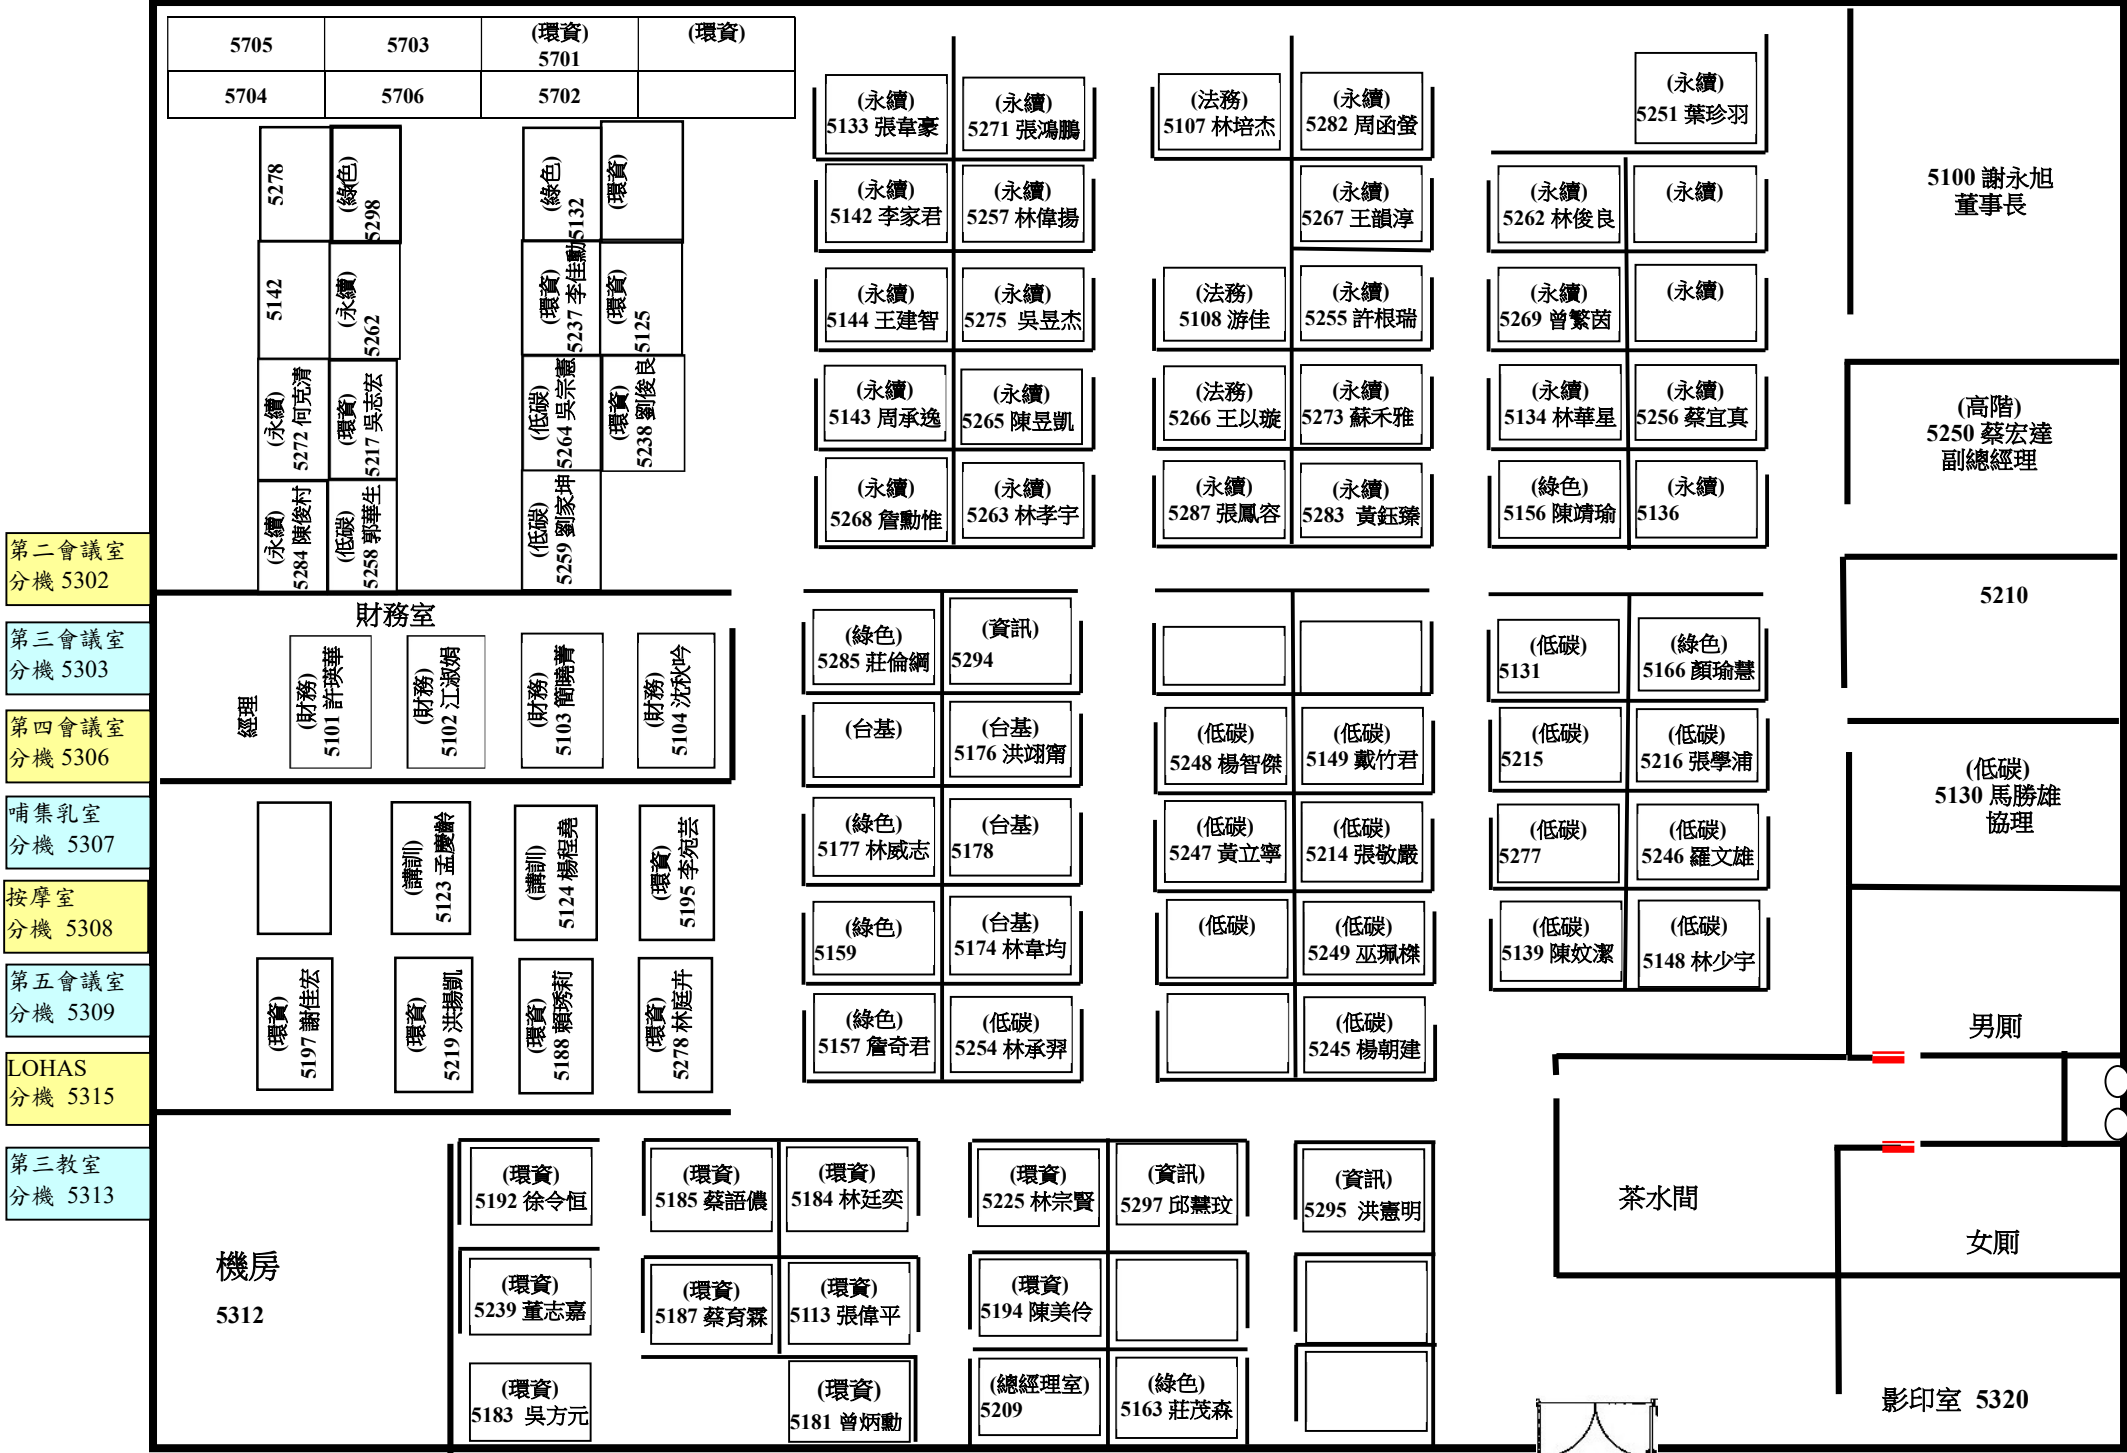 5705
5703
(環資)
5701
(環資)
5704
5706
5702
5278
(綠色)
5298
(綠色)
5132
(環資)
5142
(永續)
5262
(環資)
5237 李佳勳
(環資)
5125
(永續)
5272 何克清
(環資)
5217 吳志宏
(低碳)
5264 吳宗憲
(環資)
5238 劉俊良
(永續)
5284 陳俊村
(低碳)
5258 郭華生
(低碳)
5259 劉家坤
(永續)
5133 張韋豪
(永續)
5271 張鴻鵬
(永續)
5142 李家君
(永續)
5257 林偉揚
(永續)
5144 王建智
(永續)
5275 吳昱杰
(永續)
5143 周承逸
(永續)
5265 陳昱凱
(永續)
5268 詹勳惟
(永續)
5263 林孝宇
(法務)
5107 林培杰
(永續)
5282 周函螢
(永續)
5267 王韻淳
(法務)
5108 游佳
(永續)
5255 許根瑞
(法務)
5266 王以璇
(永續)
5273 蘇禾雅
(永續)
5287 張鳳容
(永續)
5283 黃鈺臻
(永續)
5251 葉珍羽
(永續)
5262 林俊良
(永續)
(永續)
5269 曾繁茵
(永續)
(永續)
5134 林華星
(永續)
5256 蔡宜真
(綠色)
5156 陳靖瑜
(永續)
5136
5100 謝永旭
董事長
(高階)
5250 蔡宏達
副總經理
5210
(低碳)
5130 馬勝雄
協理
第二會議室
分機 5302
第三會議室
分機 5303
第四會議室
分機 5306
哺集乳室
分機 5307
按摩室
分機 5308
第五會議室
分機 5309
LOHAS
分機 5315
第三教室
分機 5313
財務室
經理
(財務)
5101 許瑛華
(財務)
5102 江淑娟
(財務)
5103 簡曉菁
(財務)
5104 沈秋吟
(講訓)
5123 孟慶齡
(講訓)
5124 楊程堯
(環資)
5195 李宛芸
(環資)
5197 謝佳宏
(環資)
5219 洪揚凱
(環資)
5188 賴琇莉
(環資)
5278 林庭卉
(綠色)
5285 莊倫綱
(資訊)
5294
(台基)
(台基)
5176 洪翊甯
(綠色)
5177 林威志
(台基)
5178
(綠色)
5159
(台基)
5174 林韋均
(綠色)
5157 詹奇君
(低碳)
5254 林承羿
(低碳)
5248 楊智傑
(低碳)
5149 戴竹君
(低碳)
5247 黃立寧
(低碳)
5214 張敬嚴
(低碳)
(低碳)
5249 巫珮榤
(低碳)
5245 楊朝建
(低碳)
5131
(綠色)
5166 顏瑜慧
(低碳)
5215
(低碳)
5216 張學浦
(低碳)
5277
(低碳)
5246 羅文雄
(低碳)
5139 陳妏潔
(低碳)
5148 林少宇
男廁
茶水間
女廁
影印室 5320
機房
5312
(環資)
5192 徐令恒
(環資)
5185 蔡語儂
(環資)
5184 林廷奕
(環資)
5225 林宗賢
(資訊)
5297 邱慧玟
(資訊)
5295 洪憲明
(環資)
5239 董志嘉
(環資)
5187 蔡育霖
(環資)
5113 張偉平
(環資)
5194 陳美伶
(環資)
5183 吳方元
(環資)
5181 曾炳勳
(總經理室)
5209
(綠色)
5163 莊茂森